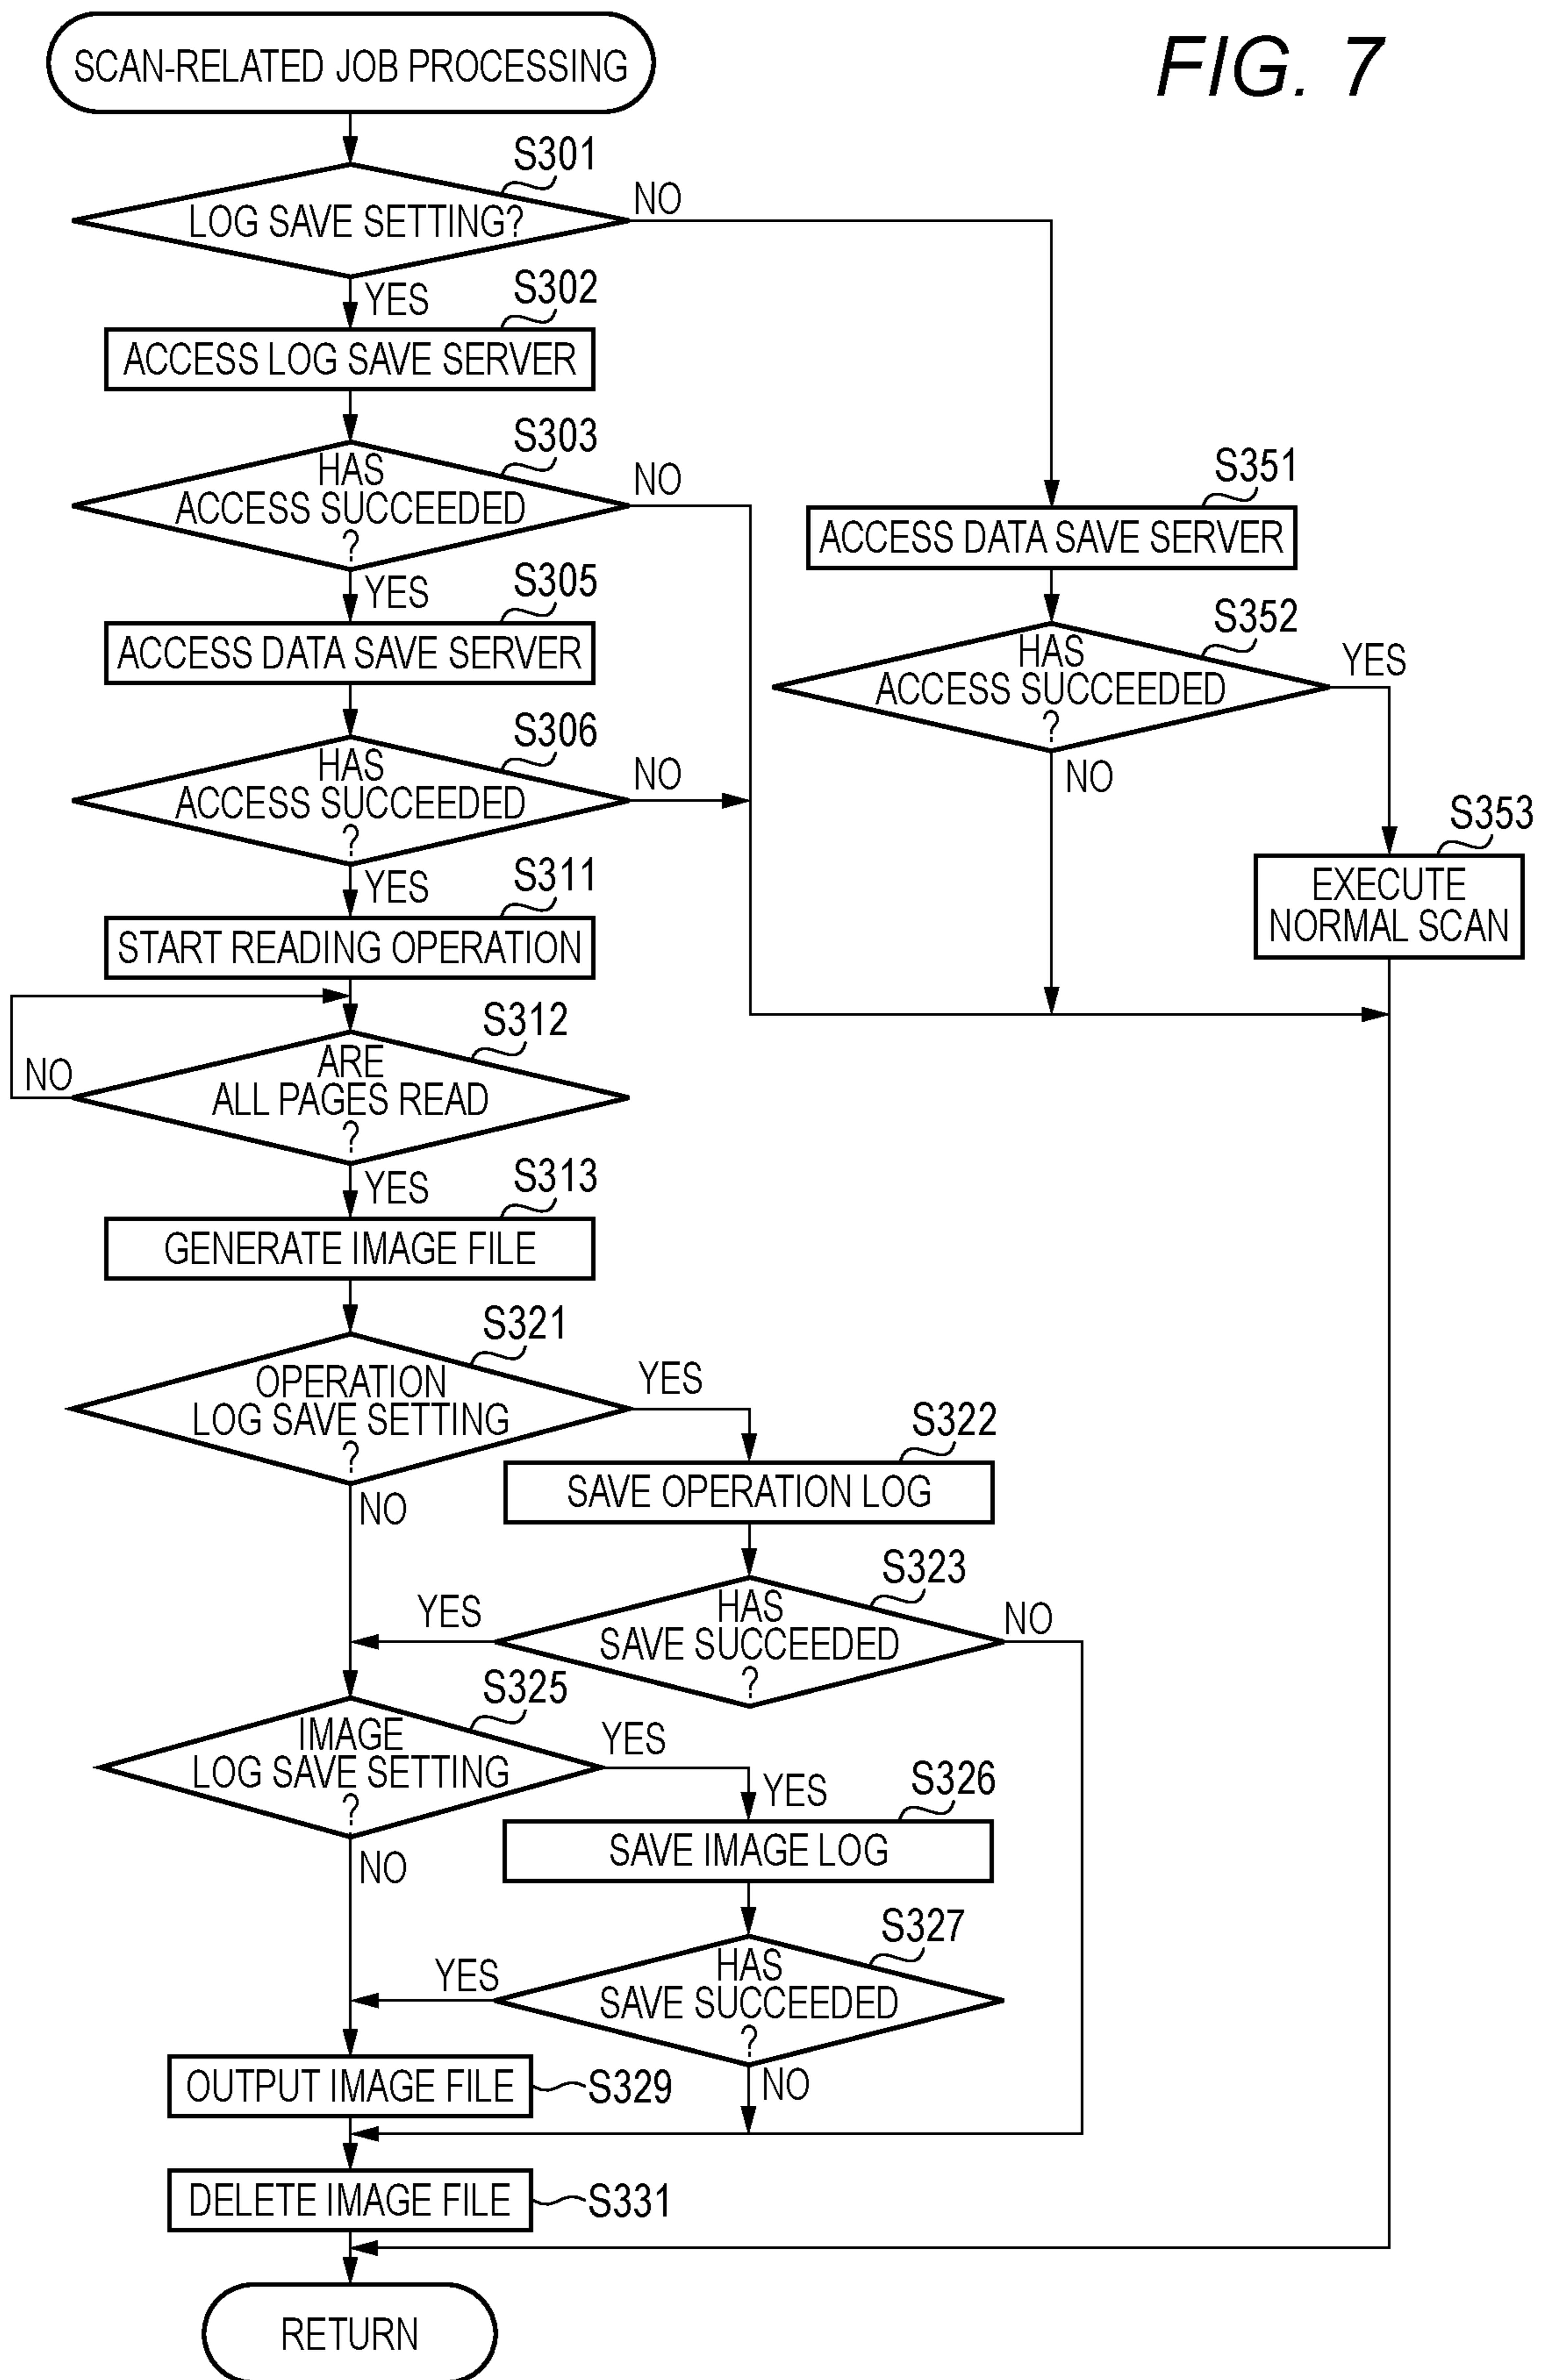 FIG. 7
SCAN-RELATED JOB PROCESSING
S301
LOG SAVE SETTING?
NO
YES
S302
ACCESS LOG SAVE SERVER
S303
HAS
ACCESS SUCCEEDED
?
NO
YES
S305
ACCESS DATA SAVE SERVER
S306
HAS
ACCESS SUCCEEDED
?
NO
YES
S351
ACCESS DATA SAVE SERVER
S352
HAS
ACCESS SUCCEEDED
?
YES
NO
S353
EXECUTE
NORMAL SCAN
S311
START READING OPERATION
S312
ARE
ALL PAGES READ
?
NO
YES
S313
GENERATE IMAGE FILE
S321
OPERATION
LOG SAVE SETTING
?
YES
NO
S322
SAVE OPERATION LOG
S323
HAS
SAVE SUCCEEDED
?
YES
NO
S325
IMAGE
LOG SAVE SETTING
?
YES
YES
NO
S326
SAVE IMAGE LOG
S327
HAS
SAVE SUCCEEDED
?
YES
NO
OUTPUT IMAGE FILE
S329
DELETE IMAGE FILE
S331
RETURN